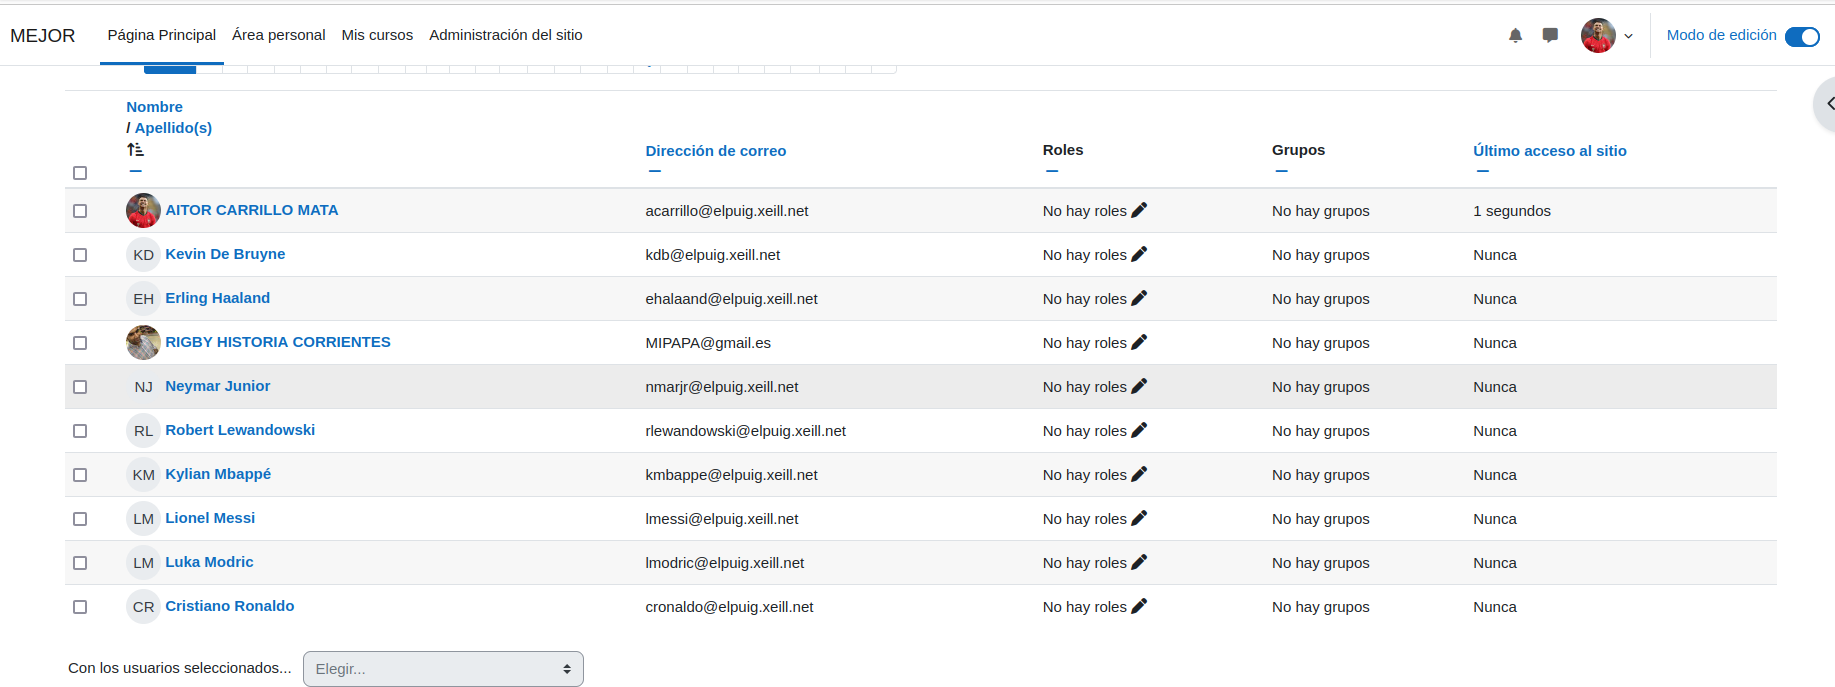 MEJOR Página Principal Área personal Mis cursos Administración del sitio Modo de edición
Nombre
/ Apellido(s)
Dirección de correo Roles Grupos Último acceso al sitio
AITOR CARRILLO MATA acarrillo@elpuig.xeill.net No hay roles No hay grupos 1 segundos
KD Kevin De Bruyne kdb@elpuig.xeill.net No hay roles No hay grupos Nunca
EH Erling Haaland ehalaand@elpuig.xeill.net No hay roles No hay grupos Nunca
RIGBY HISTORIA CORRIENTES MIPAPA@gmail.es No hay roles No hay grupos Nunca
NJ Neymar Junior nmarjr@elpuig.xeill.net No hay roles No hay grupos Nunca
RL Robert Lewandowski rlewandowski@elpuig.xeill.net No hay roles No hay grupos Nunca
KM Kylian Mbappé kmbappe@elpuig.xeill.net No hay roles No hay grupos Nunca
LM Lionel Messi lmessi@elpuig.xeill.net No hay roles No hay grupos Nunca
LM Luka Modric lmodric@elpuig.xeill.net No hay roles No hay grupos Nunca
CR Cristiano Ronaldo cronaldo@elpuig.xeill.net No hay roles No hay grupos Nunca
Con los usuarios seleccionados... Elegir...